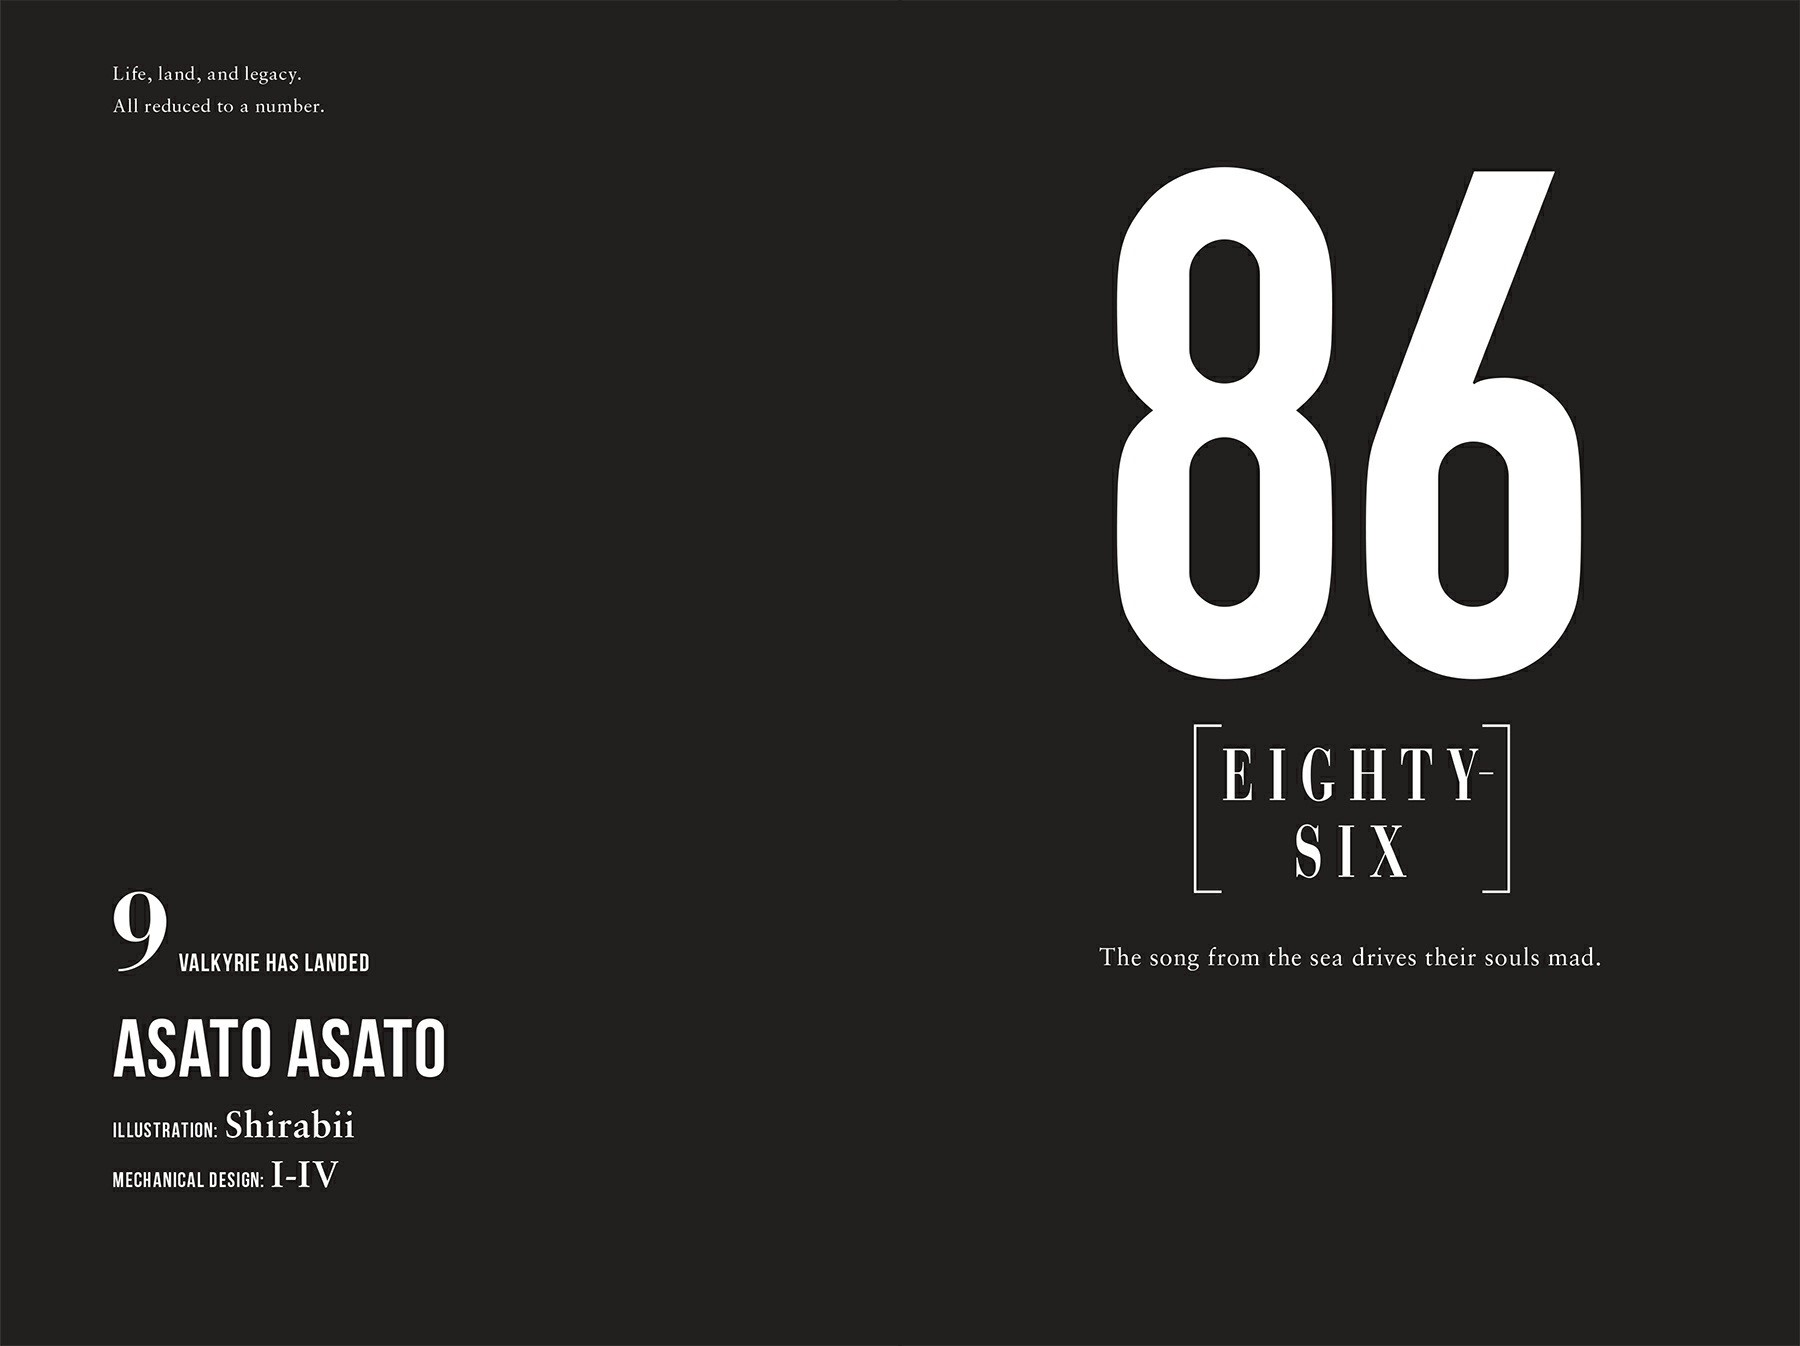 Life, land, and legacy.
All reduced to a number.
9 VALKYRIE HAS LANDED
ASATO ASATO
ILLUSTRATION: Shirabii
MECHANICAL DESIGN: I-IV
86
[EIGHTY-
SIX]
The song from the sea drives their souls mad.